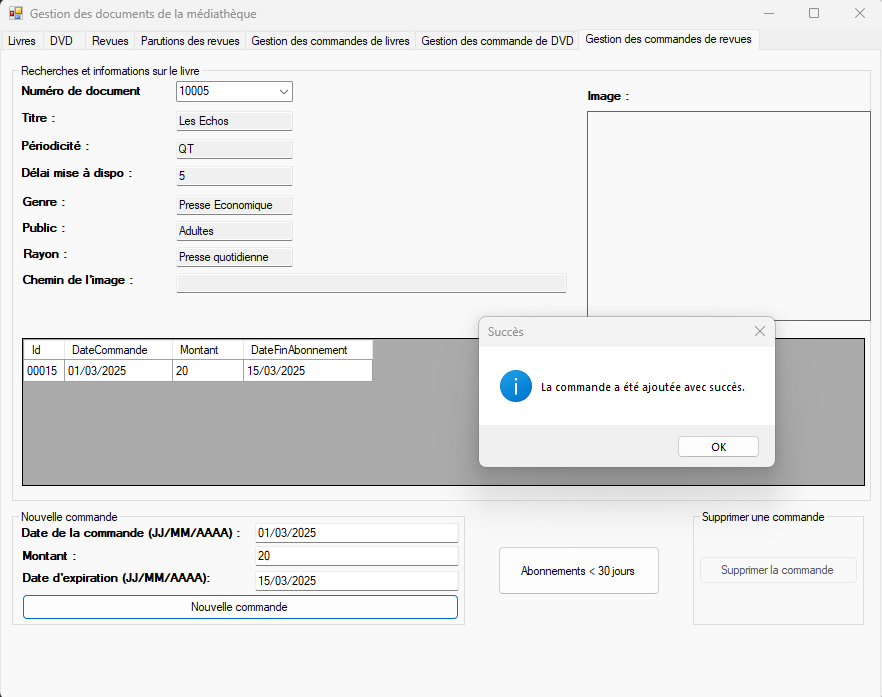 Gestion des documents de la médiathèque
Livres DVD Revues Parutions des revues Gestion des commandes de livres Gestion des commande de DVD Gestion des commandes de revues
Recherches et informations sur le livre
Numéro de document 10005
Image :
Titre : Les Echos
Périodicité : QT
Délai mise à dispo : 5
Genre : Presse Economique
Public : Adultes
Rayon : Presse quotidienne
Chemin de l'image :
Succès
Id DateCommande Montant DateFinAbonnement
00015 01/03/2025 20 15/03/2025
i
La commande a été ajoutée avec succès.
OK
Nouvelle commande
Date de la commande (JJ/MM/AAAA) : 01/03/2025
Montant : 20
Date d'expiration (JJ/MM/AAAA): 15/03/2025
Nouvelle commande
Abonnements < 30 jours
Supprimer une commande
Supprimer la commande